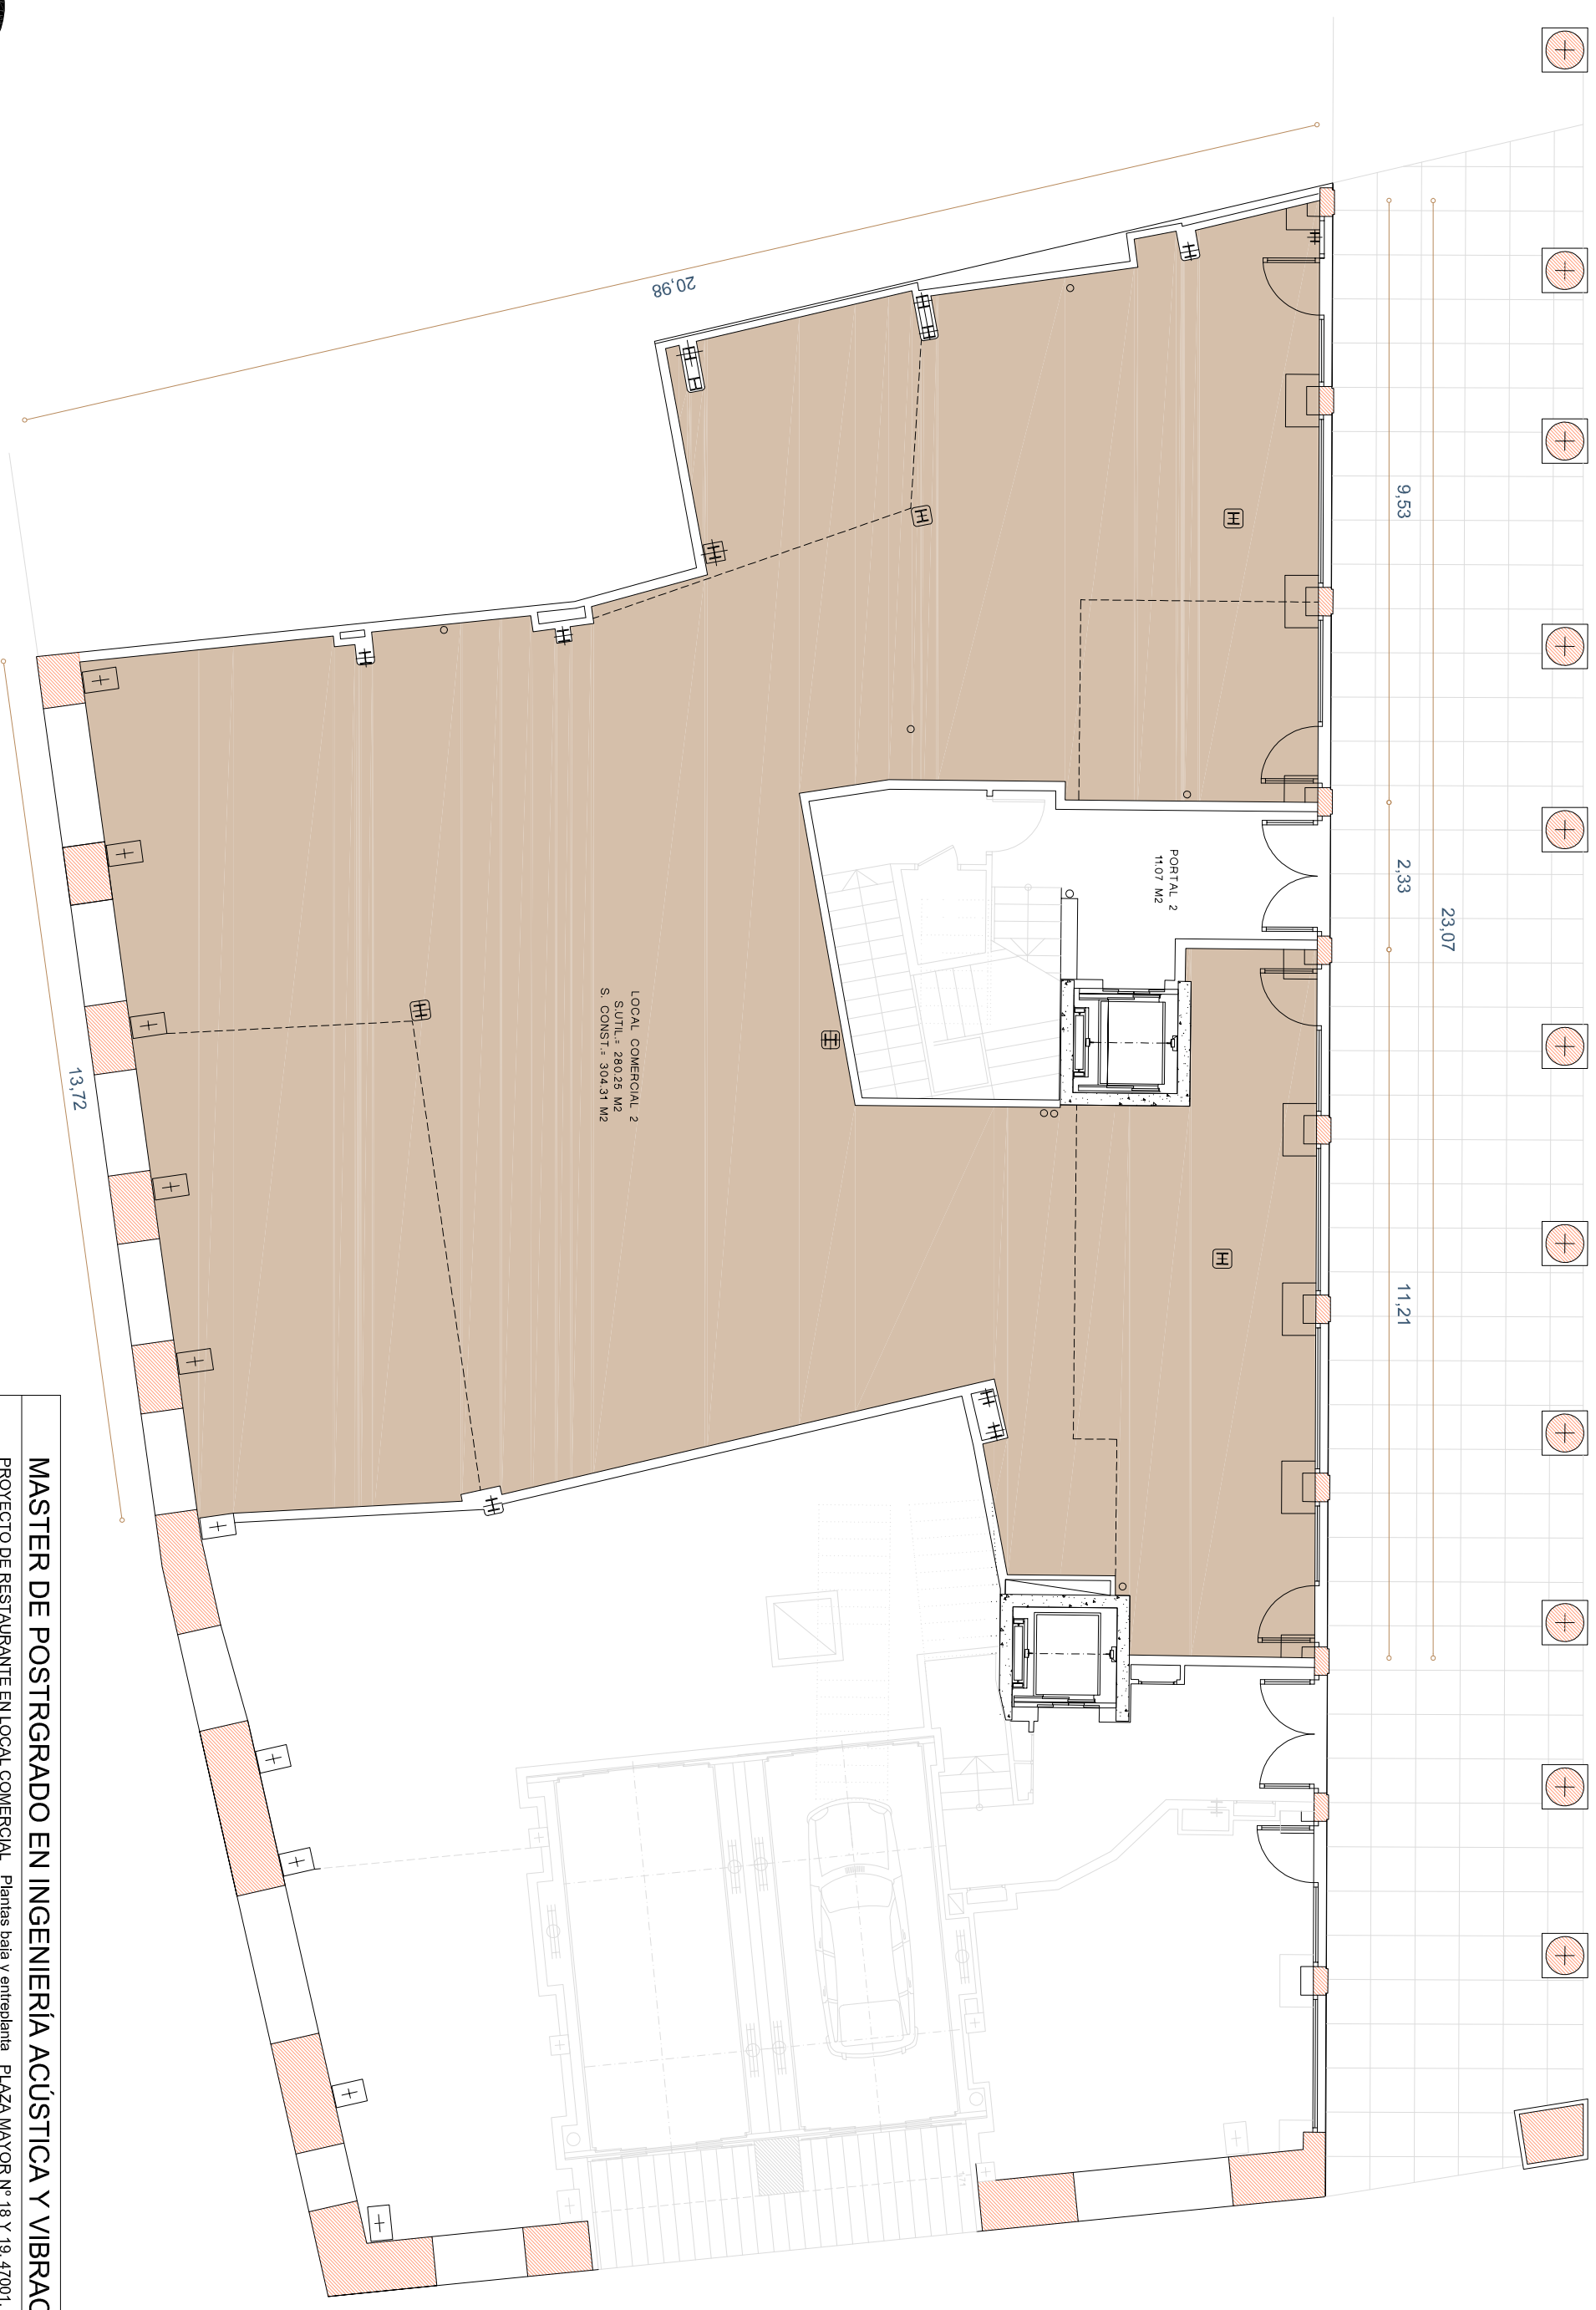 20,98
9,53
2,33
23,07
11,21
13,72
PORTAL 2
11.07 M2
LOCAL COMERCIAL 2
S.UTIL.: 280.25 M2
S. CONST.: 304.31 M2
MASTER DE POSTRGRADO EN INGENIERÍA ACÚSTICA Y VIBRAC
PROYECTO DE RESTAURANTE EN LOCAL COMERCIAL Plantas baja y entreplanta PLAZA MAYOR Nº 18 Y 19, 47001,